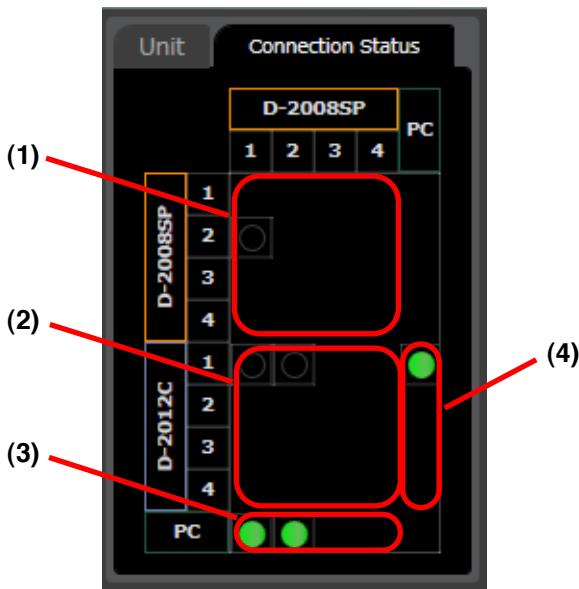 Unit Connection Status
D-2008SP PC
1 2 3 4
(1)
D-2008SP
1
2
3
4
(2)
D-2012C
1
2
3
4
(3)
(4)
PC